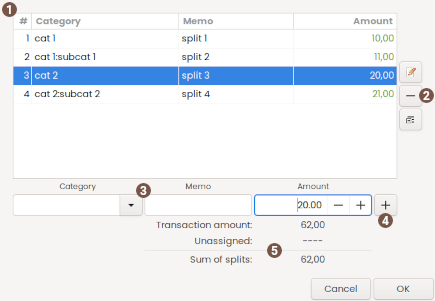 1
# Category Memo Amount
1 cat 1 split 1 10,00
2 cat 1:subcat 1 split 2 11,00
3 cat 2 split 3 20,00
4 cat 2:subcat 2 split 4 21,00
2
Category Memo Amount
3
20.00
4
Transaction amount: 62,00
Unassigned: ----
5
Sum of splits: 62,00
Cancel OK